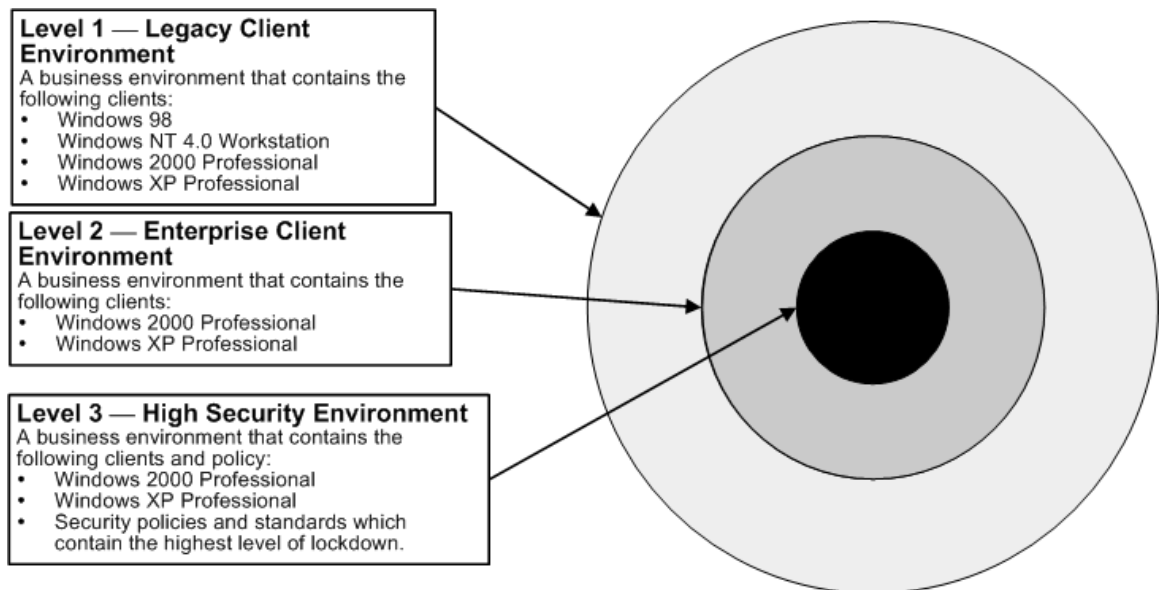 Level 1 — Legacy Client
Environment
A business environment that contains the
following clients:
• Windows 98
• Windows NT 4.0 Workstation
• Windows 2000 Professional
• Windows XP Professional
Level 2 — Enterprise Client
Environment
A business environment that contains the
following clients:
• Windows 2000 Professional
• Windows XP Professional
Level 3 — High Security Environment
A business environment that contains the
following clients and policy:
• Windows 2000 Professional
• Windows XP Professional
• Security policies and standards which
contain the highest level of lockdown.